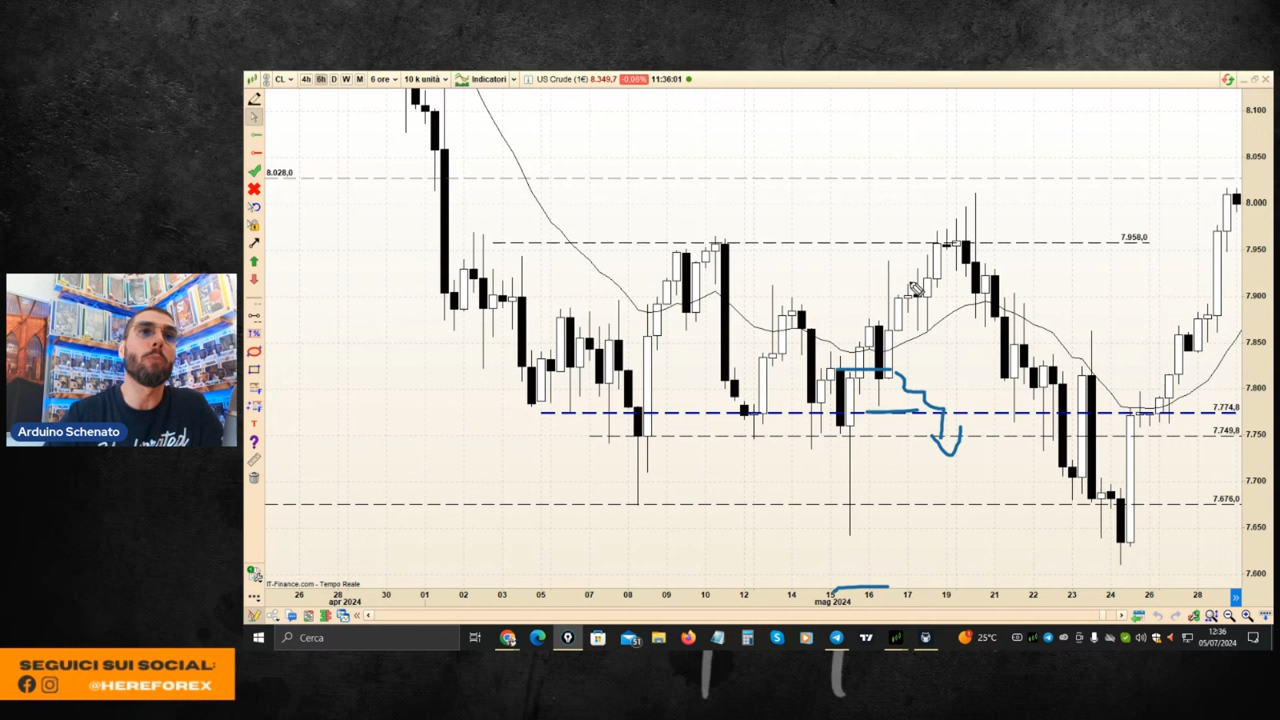 CL 4h 6h D W M 6 ore 10 k unità Indicatori US Crude (1€) 8.349,7 -0,06% 11:36:01
8.100
8.050
8.028,0
8.000
7.958,0
7.950
7.900
7.850
7.800
7.774,8
7.749,8
7.750
7.700
7.676,0
7.650
7.600
Arduino Schenato
IT-Finance.com - Tempo Reale
26 28 29 30 01 02 03 05 07 08 09 10 12 14 15 16 17 19 20 21 22 23 24 26 28
apr 2024 mag 2024
Cerca
51
25°C
12:36
05/07/2024
SEGUICI SUI SOCIAL:
@HEREFOREX